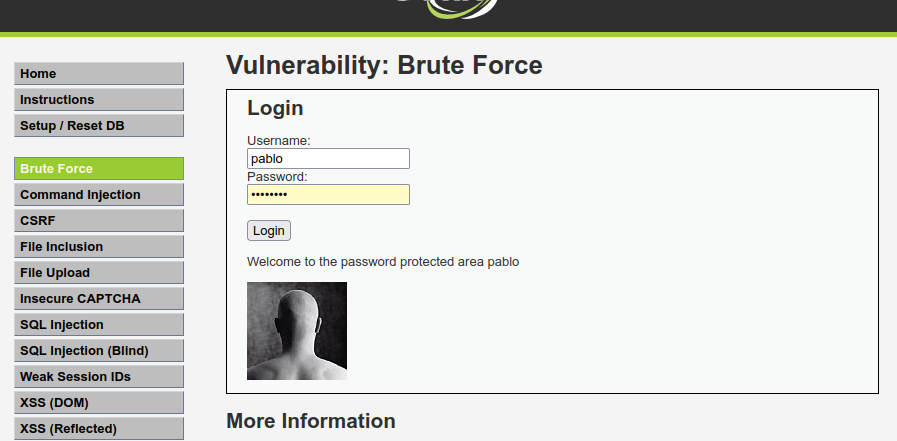 Vulnerability: Brute Force
Home
Instructions
Setup / Reset DB
Brute Force
Command Injection
CSRF
File Inclusion
File Upload
Insecure CAPTCHA
SQL Injection
SQL Injection (Blind)
Weak Session IDs
XSS (DOM)
XSS (Reflected)
Login
Username:
pablo
Password:
••••••••
Login
Welcome to the password protected area pablo
More Information